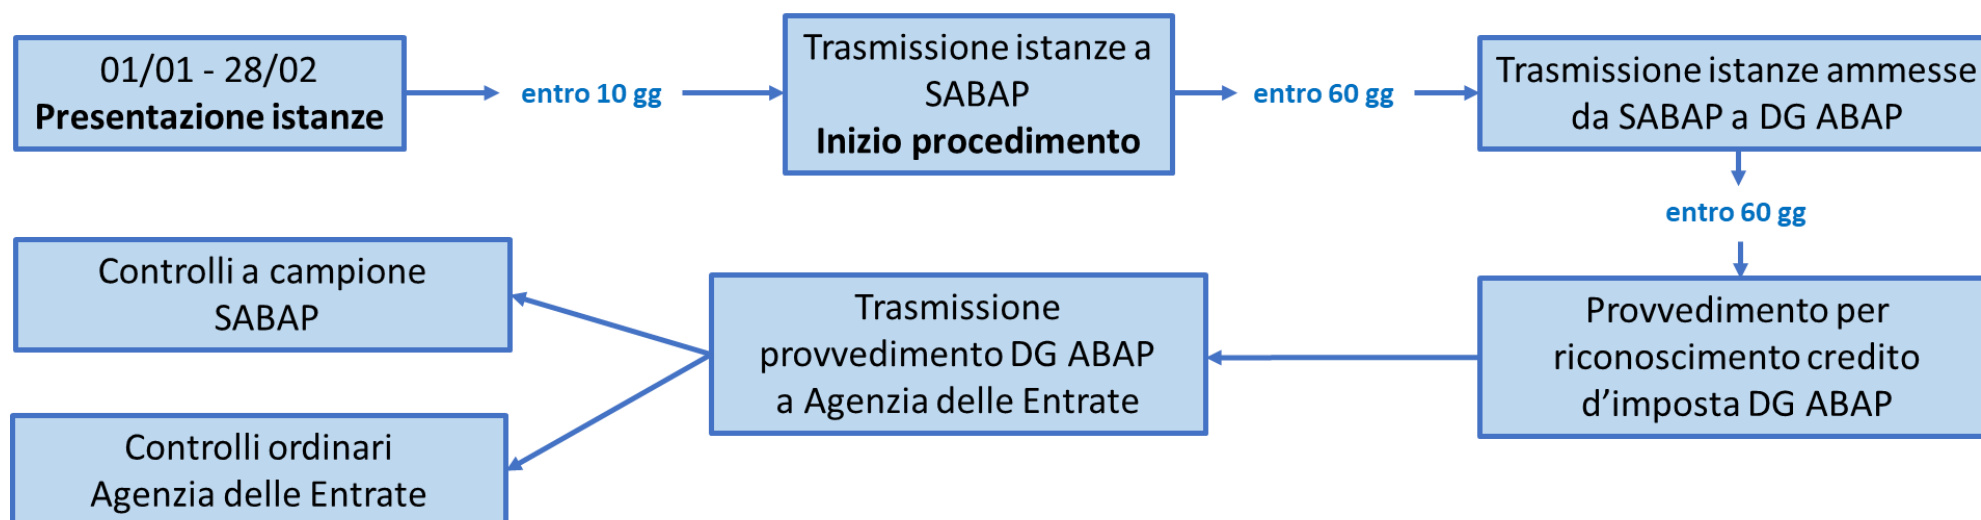 01/01 - 28/02
Presentazione istanze
entro 10 gg
Trasmissione istanze a
SABAP
Inizio procedimento
entro 60 gg
Trasmissione istanze ammesse
da SABAP a DG ABAP
entro 60 gg
Provvedimento per
riconoscimento credito
d’imposta DG ABAP
Trasmissione
provvedimento DG ABAP
a Agenzia delle Entrate
Controlli a campione
SABAP
Controlli ordinari
Agenzia delle Entrate